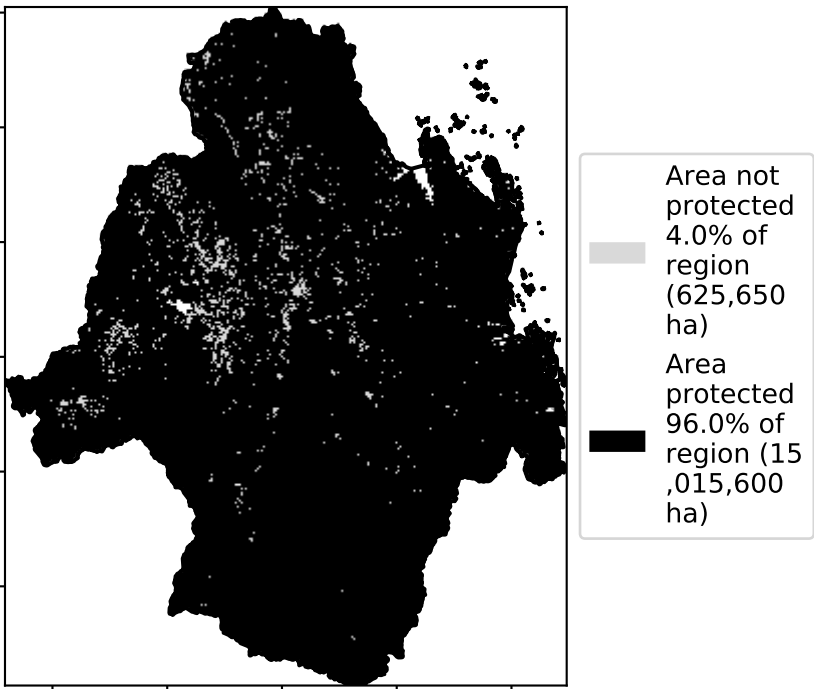 Area not
protected
4.0% of
region
(625,650
ha)
Area
protected
96.0% of
region (15
,015,600
ha)